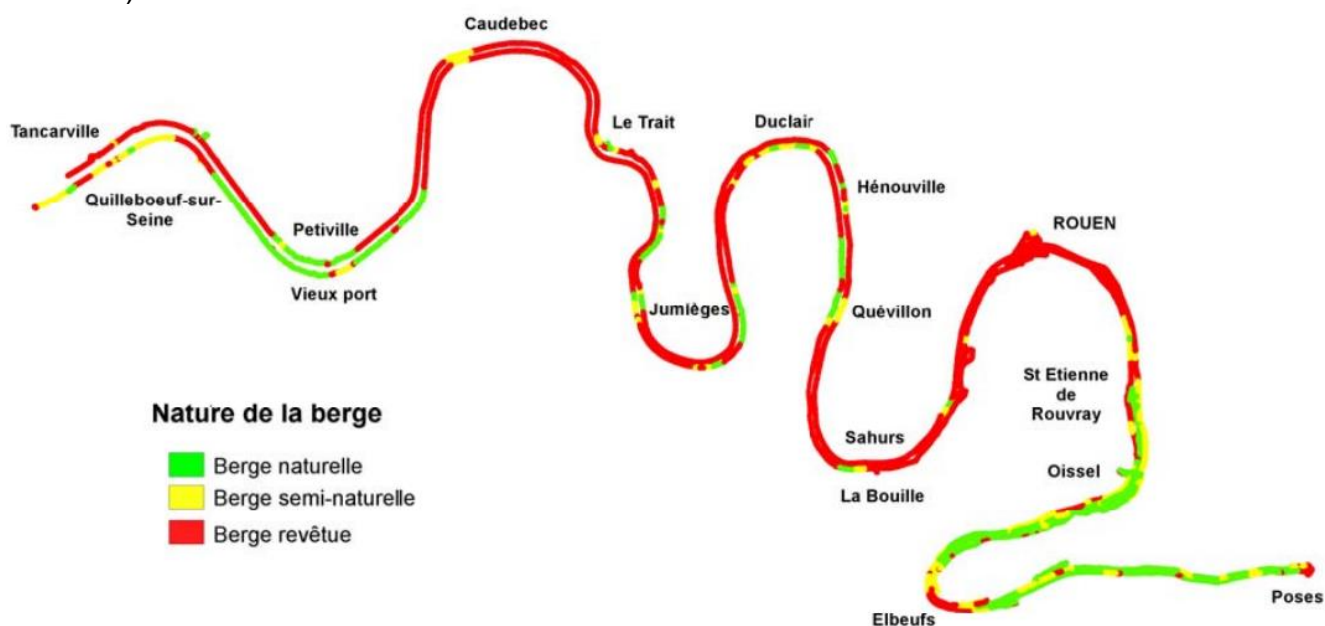 Caudebec
Tancarville
Le Trait
Duclair
Quilleboeuf-sur-
Seine
Hénouville
Petiville
ROUEN
Vieux port
Jumièges
Quévillon
St Etienne
de
Rouvray
Nature de la berge
Sahurs
Berge naturelle
Oissel
Berge semi-naturelle
La Bouille
Berge revêtue
Elbeufs
Poses